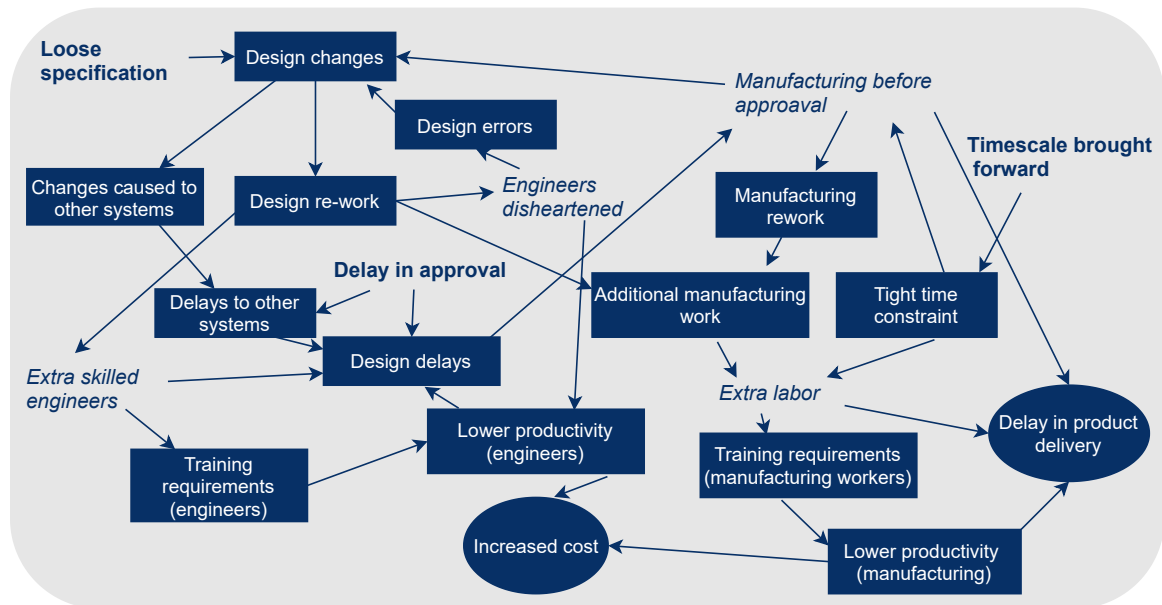 Loose
specification
Design changes
Manufacturing before
approaval
Design errors
Timescale brought
forward
Changes caused to
other systems
Design re-work
Engineers
disheartened
Manufacturing
rework
Delay in approval
Delays to other
systems
Additional manufacturing
work
Tight time
constraint
Design delays
Extra skilled
engineers
Extra labor
Lower productivity
(engineers)
Delay in product
delivery
Training
requirements
(engineers)
Training requirements
(manufacturing workers)
Increased cost
Lower productivity
(manufacturing)